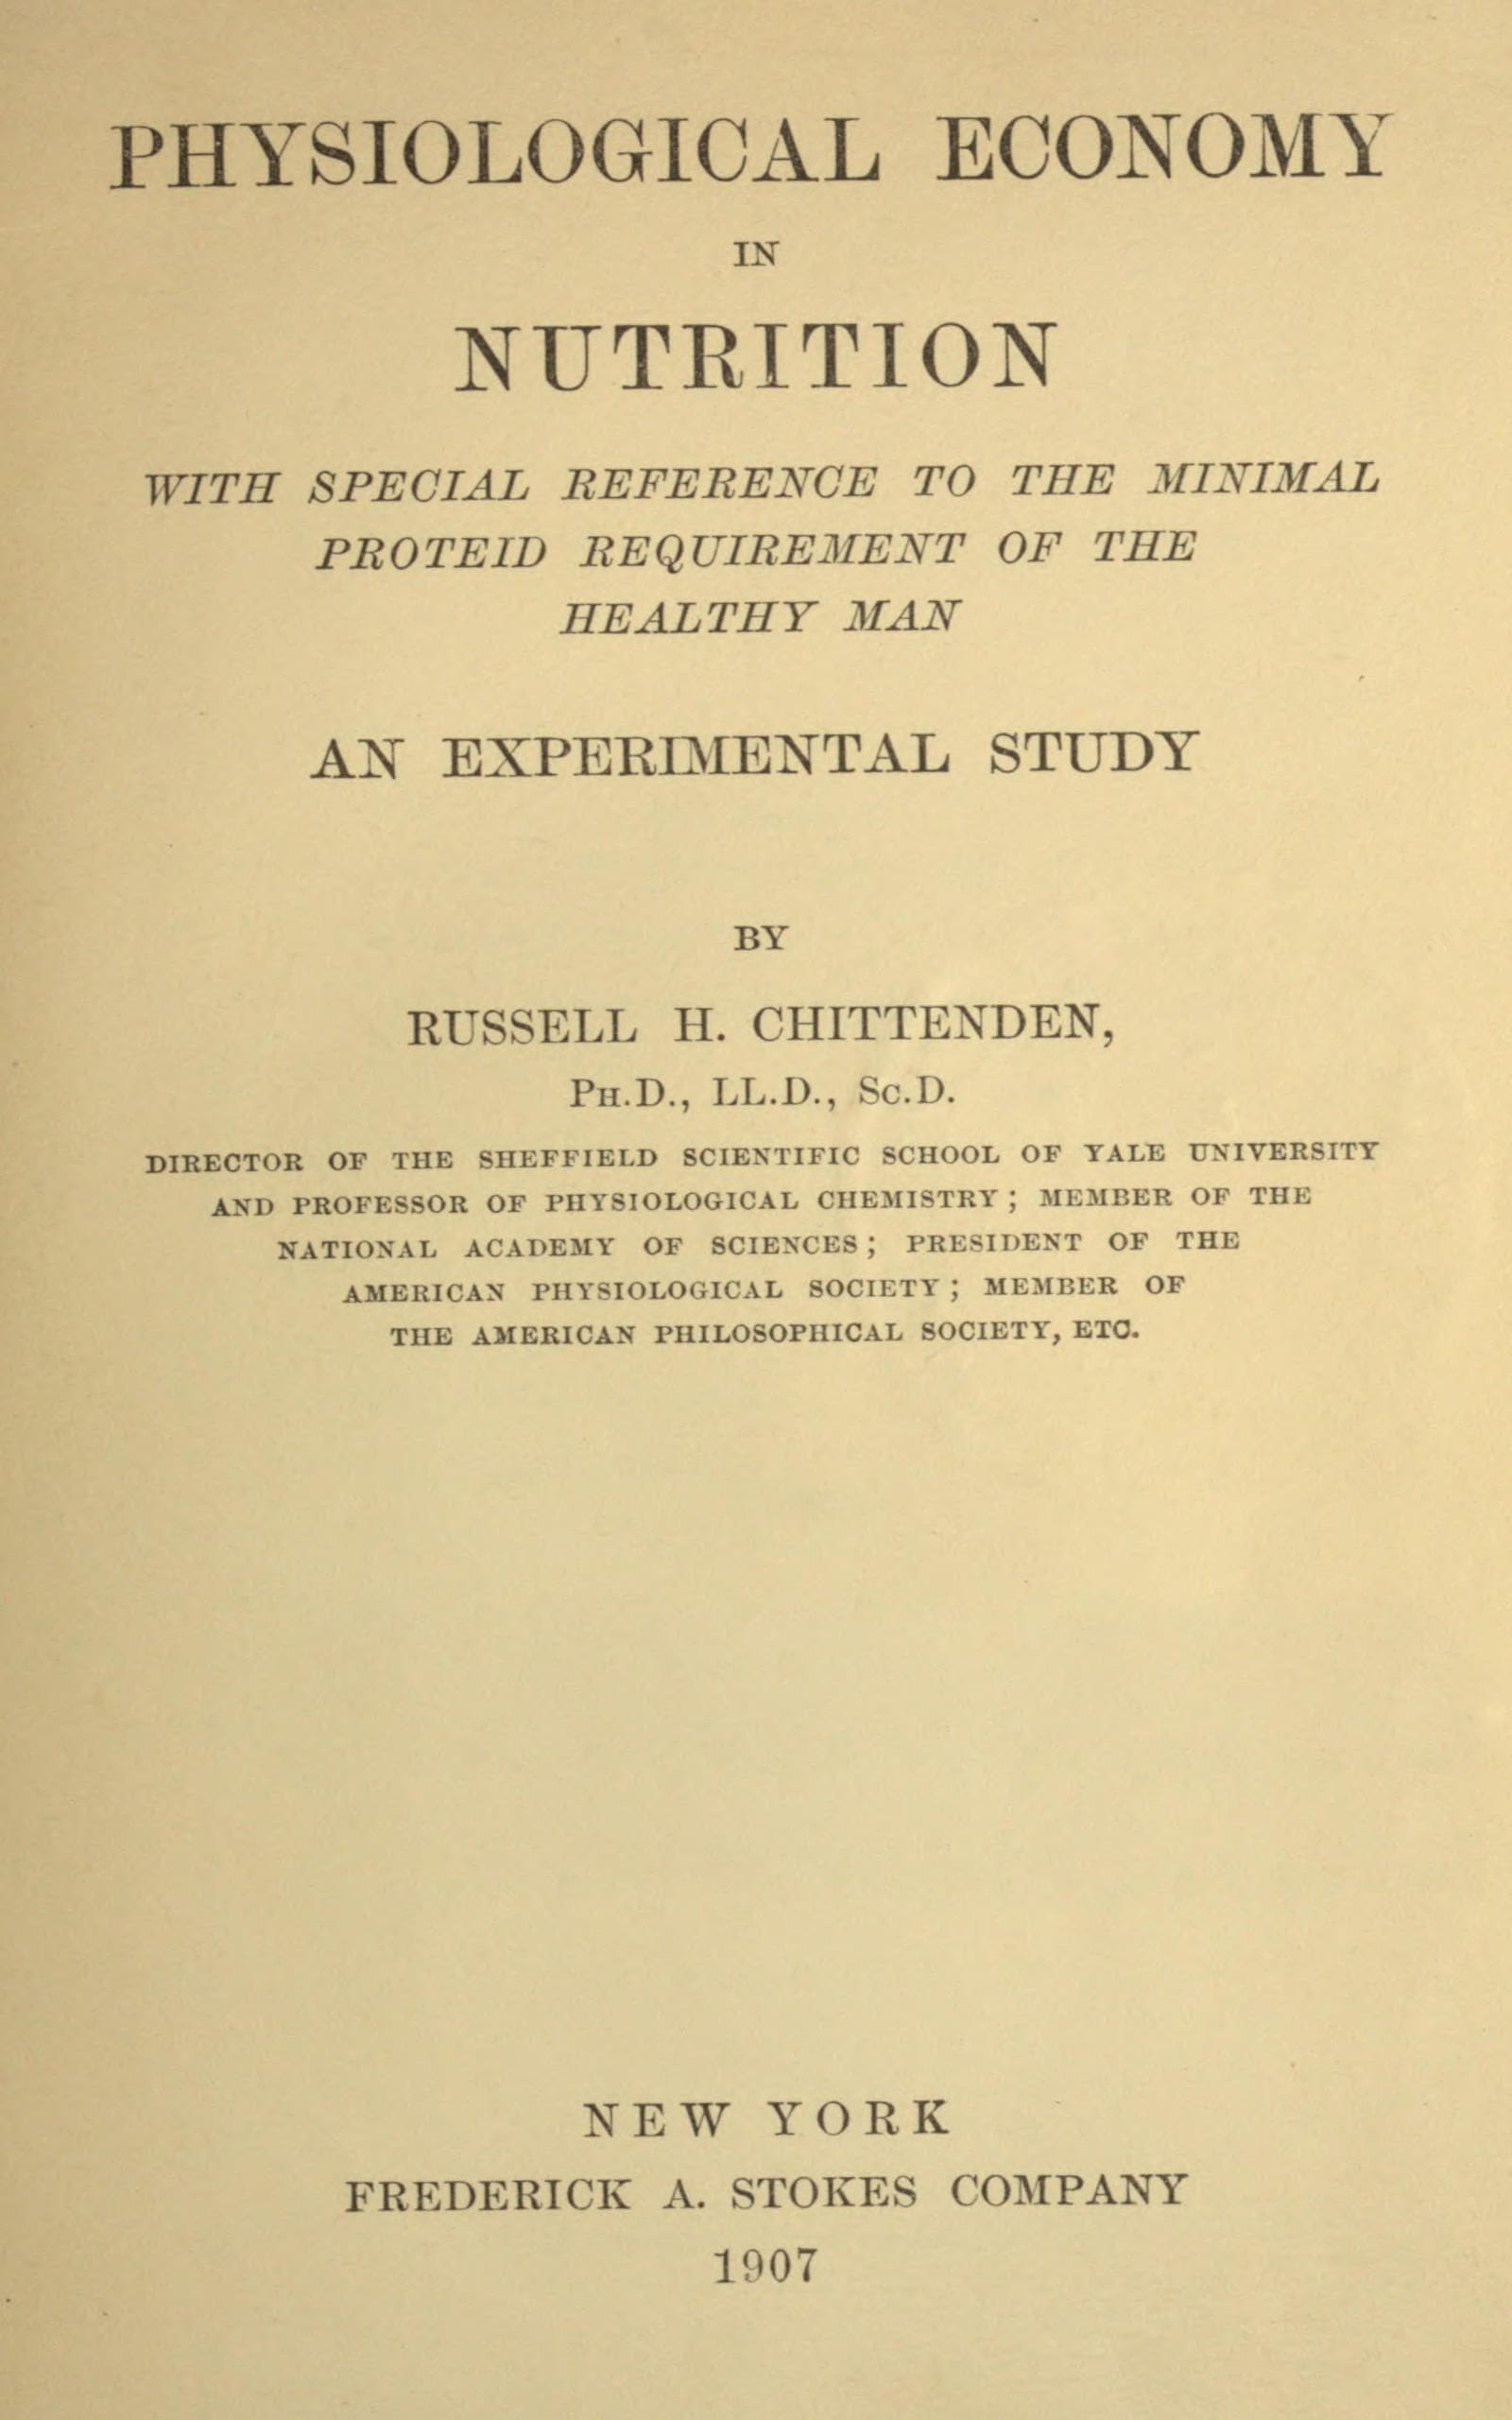 PHYSIOLOGICAL ECONOMY
IN
NUTRITION
WITH SPECIAL REFERENCE TO THE MINIMAL
PROTEID REQUIREMENT OF THE
HEALTHY MAN
AN EXPERIMENTAL STUDY
BY
RUSSELL H. CHITTENDEN,
PH.D., LL.D., SC.D.
DIRECTOR OF THE SHEFFIELD SCIENTIFIC SCHOOL OF YALE UNIVERSITY
AND PROFESSOR OF PHYSIOLOGICAL CHEMISTRY; MEMBER OF THE
NATIONAL ACADEMY OF SCIENCES; PRESIDENT OF THE
AMERICAN PHYSIOLOGICAL SOCIETY; MEMBER OF
THE AMERICAN PHILOSOPHICAL SOCIETY, ETC.
NEW YORK
FREDERICK A. STOKES COMPANY
1907